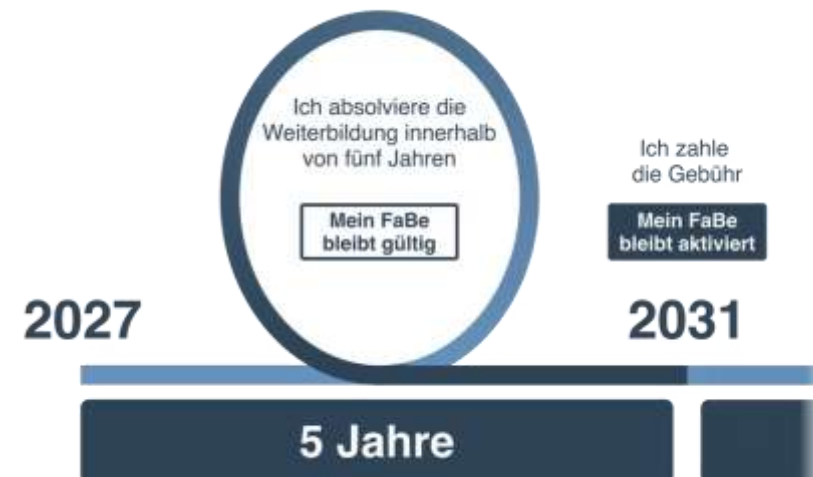 Ich absolviere die
Weiterbildung innerhalb
von fünf Jahren
Mein FaBe
bleibt gültig
Ich zahle
die Gebühr
Mein FaBe
bleibt aktiviert
2027
2031
5 Jahre